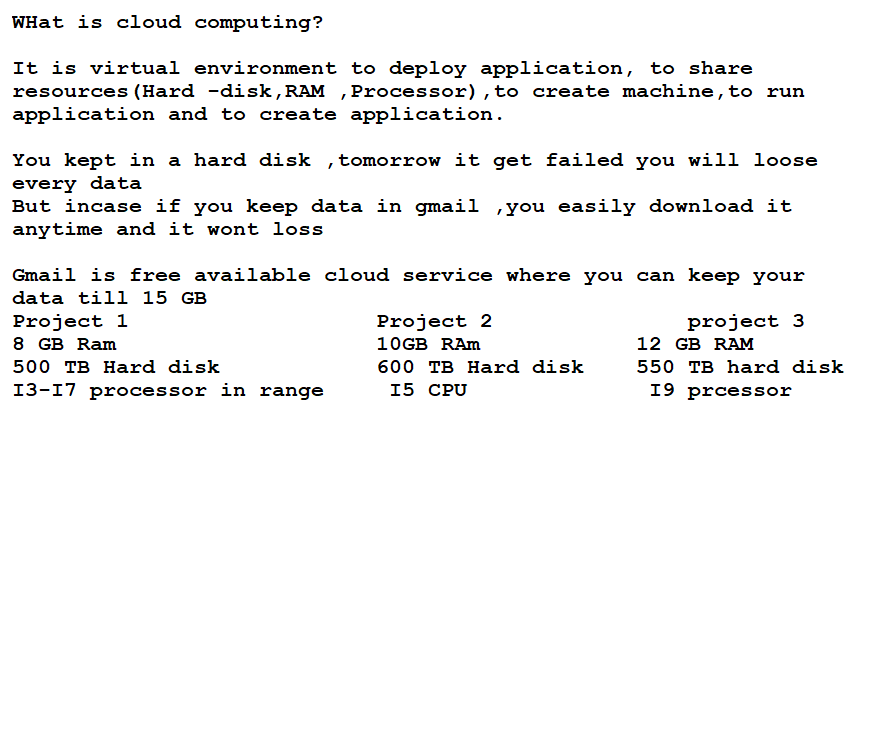 WHat is cloud computing?
It is virtual environment to deploy application, to share
resources(Hard -disk,RAM ,Processor),to create machine,to run
application and to create application.
You kept in a hard disk ,tomorrow it get failed you will loose
every data
But incase if you keep data in gmail ,you easily download it
anytime and it wont loss
Gmail is free available cloud service where you can keep your
data till 15 GB
Project 1 Project 2 project 3
8 GB Ram 10GB RAm 12 GB RAM
500 TB Hard disk 600 TB Hard disk 550 TB hard disk
I3-I7 processor in range I5 CPU I9 prcessor